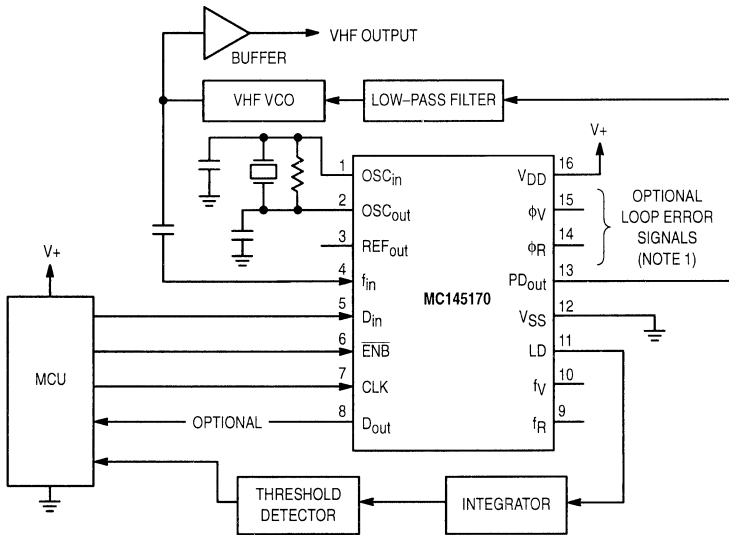 VHF OUTPUT
BUFFER
VHF VCO
LOW–PASS FILTER
V+
1
OSCin
16
VDD
2
OSCout
15
ϕV
OPTIONAL
LOOP ERROR
SIGNALS
(NOTE 1)
3
REFout
14
ϕR
V+
4
fin
13
PDout
MC145170
5
Din
12
VSS
6
ENB
11
LD
MCU
7
CLK
10
fV
OPTIONAL
8
Dout
9
fR
THRESHOLD
DETECTOR
INTEGRATOR